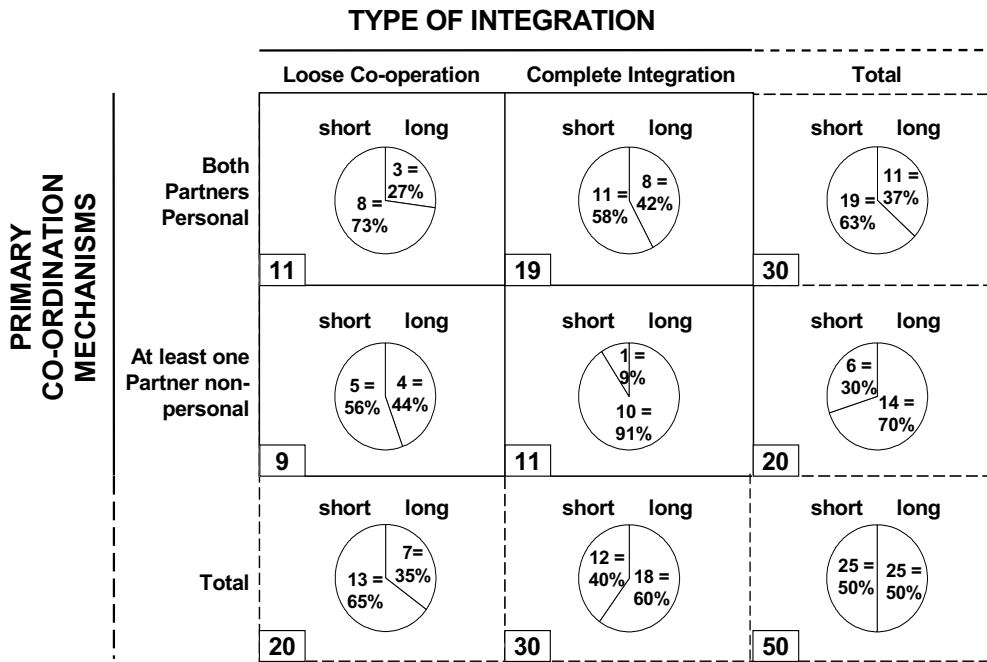 TYPE OF INTEGRATION
Loose Co-operation
Complete Integration
Total
PRIMARY
CO-ORDINATION
MECHANISMS
Both
Partners
Personal
short long
3 =
27%
8 =
73%
11
short long
11 =
58%
8 =
42%
19
short long
11 =
37%
19 =
63%
30
At least one
Partner non-
personal
short long
5 =
56%
4 =
44%
9
short long
1 =
9%
10 =
91%
11
short long
6 =
30%
14 =
70%
20
Total
short long
7=
35%
13 =
65%
20
short long
12 =
40%
18 =
60%
30
short long
25 =
50%
25 =
50%
50